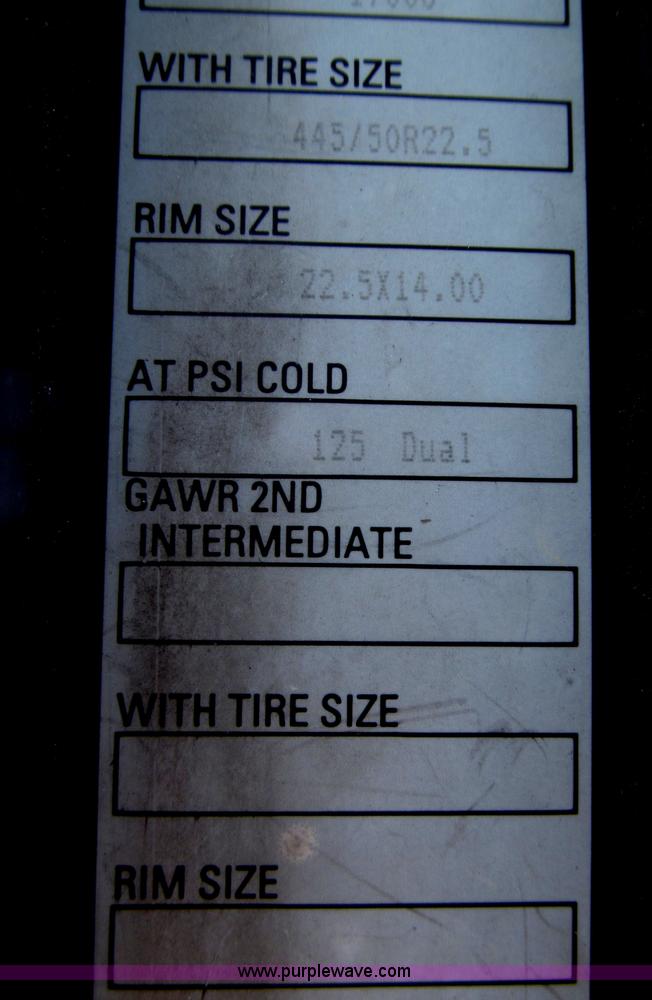 WITH TIRE SIZE
445/50R22.5
RIM SIZE
22.5X14.00
AT PSI COLD
125 Dual
GAWR 2ND
INTERMEDIATE
WITH TIRE SIZE
RIM SIZE
www.purplewave.com